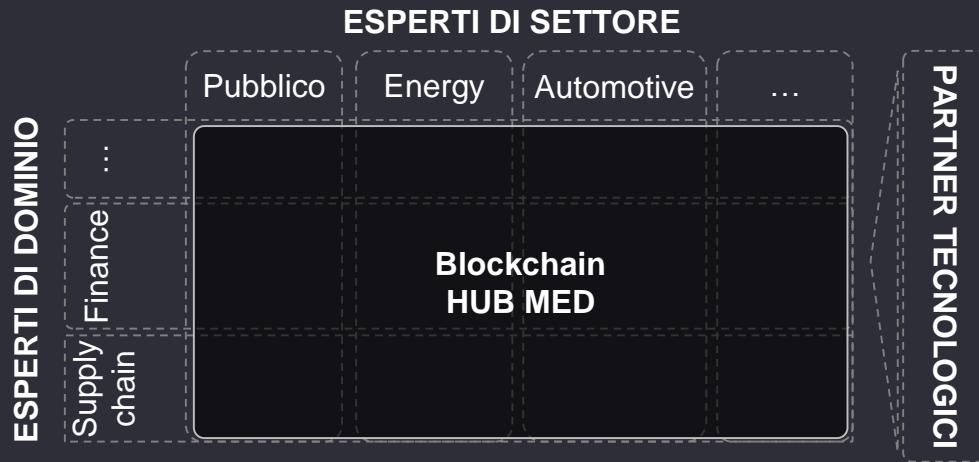 ESPERTI DI SETTORE
Pubblico
Energy
Automotive
…
ESPERTI DI DOMINIO
…
Finance
Supply
chain
Blockchain
HUB MED
PARTNER TECNOLOGICI